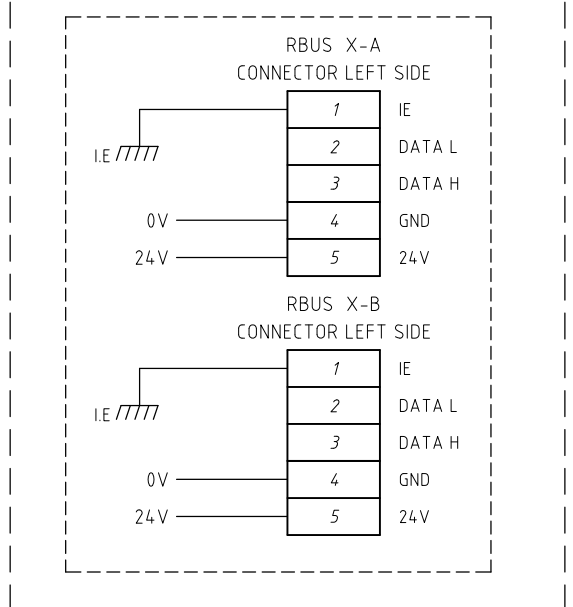 RBUS X-A
CONNECTOR LEFT SIDE
1 IE
I.E
2 DATA L
3 DATA H
0V 4 GND
24V 5 24V
RBUS X-B
CONNECTOR LEFT SIDE
1 IE
I.E
2 DATA L
3 DATA H
0V 4 GND
24V 5 24V